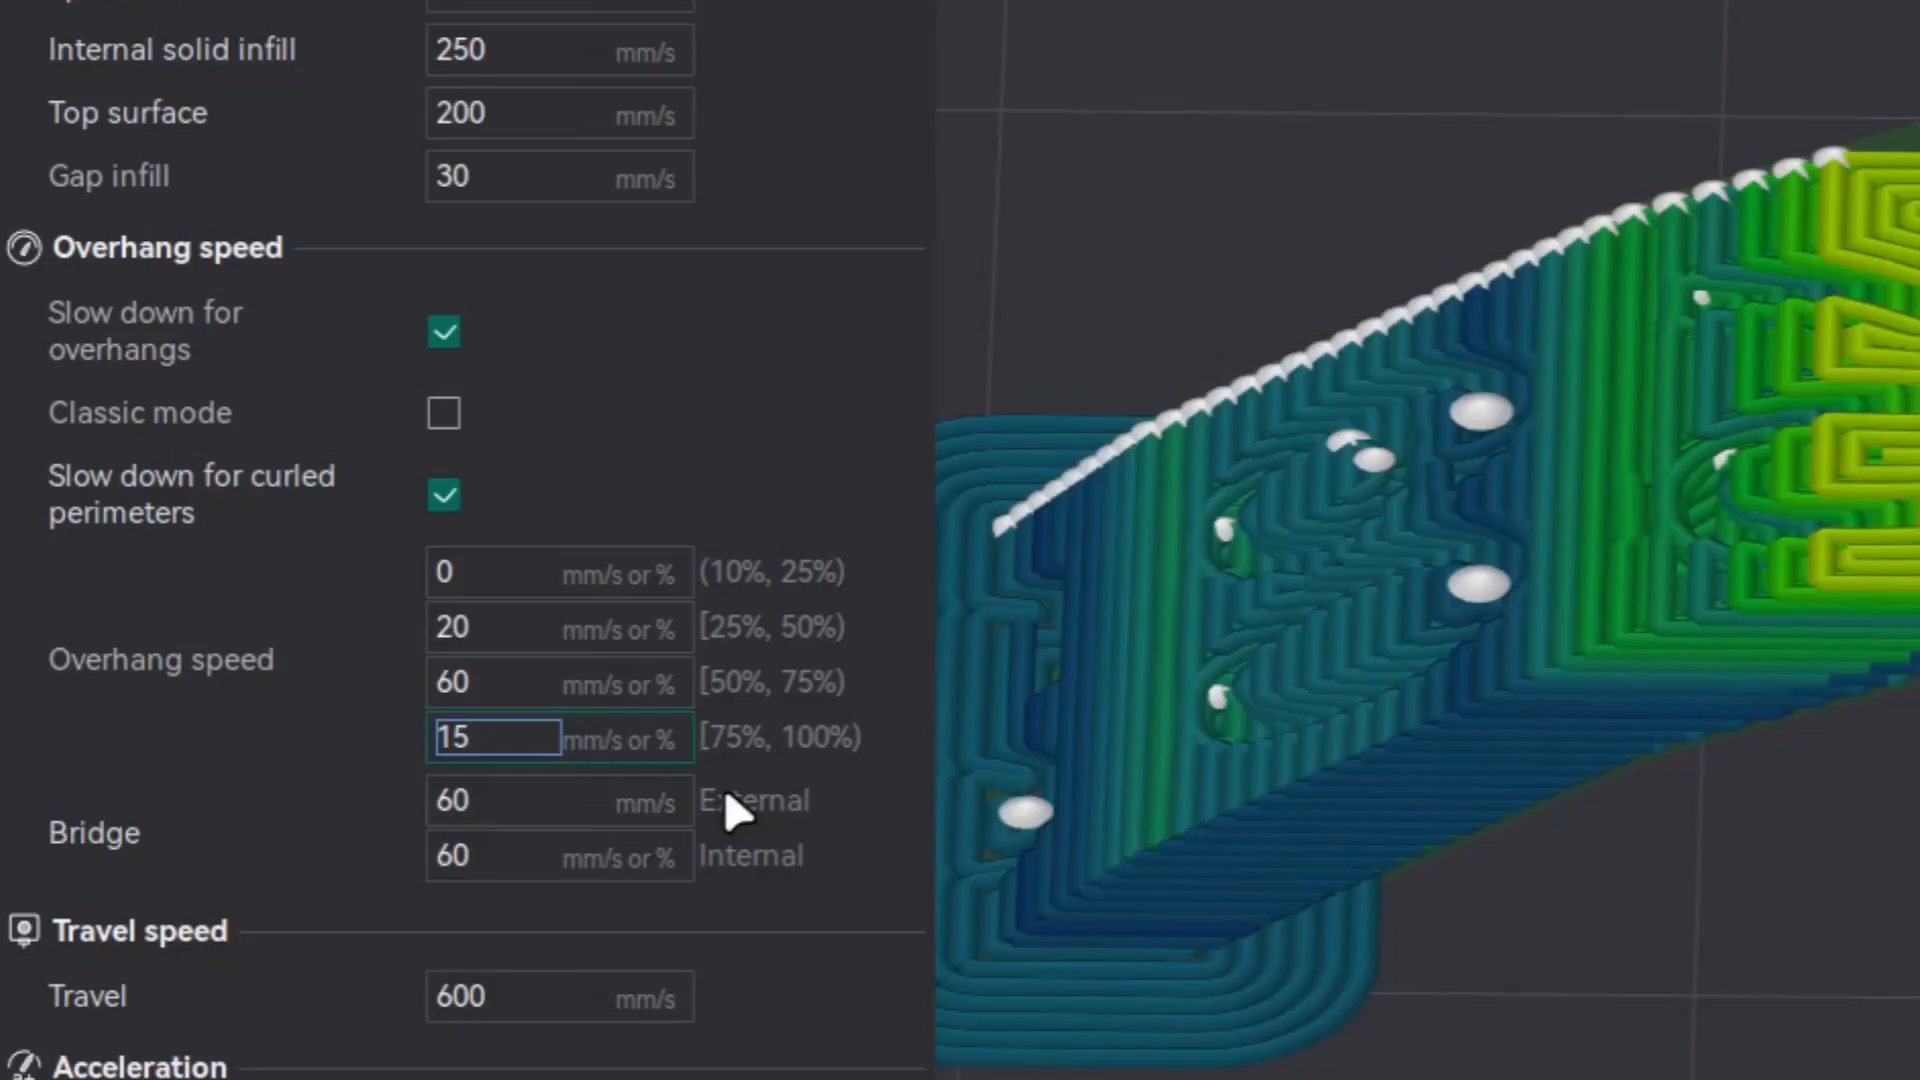 Internal solid infill 250 mm/s
Top surface 200 mm/s
Gap infill 30 mm/s
Overhang speed
Slow down for
overhangs
Classic mode
Slow down for curled
perimeters
0 mm/s or % (10%, 25%)
20 mm/s or % [25%, 50%)
Overhang speed
60 mm/s or % [50%, 75%)
15 mm/s or % [75%, 100%)
60 mm/s External
Bridge
60 mm/s or % Internal
Travel speed
Travel 600 mm/s
Acceleration